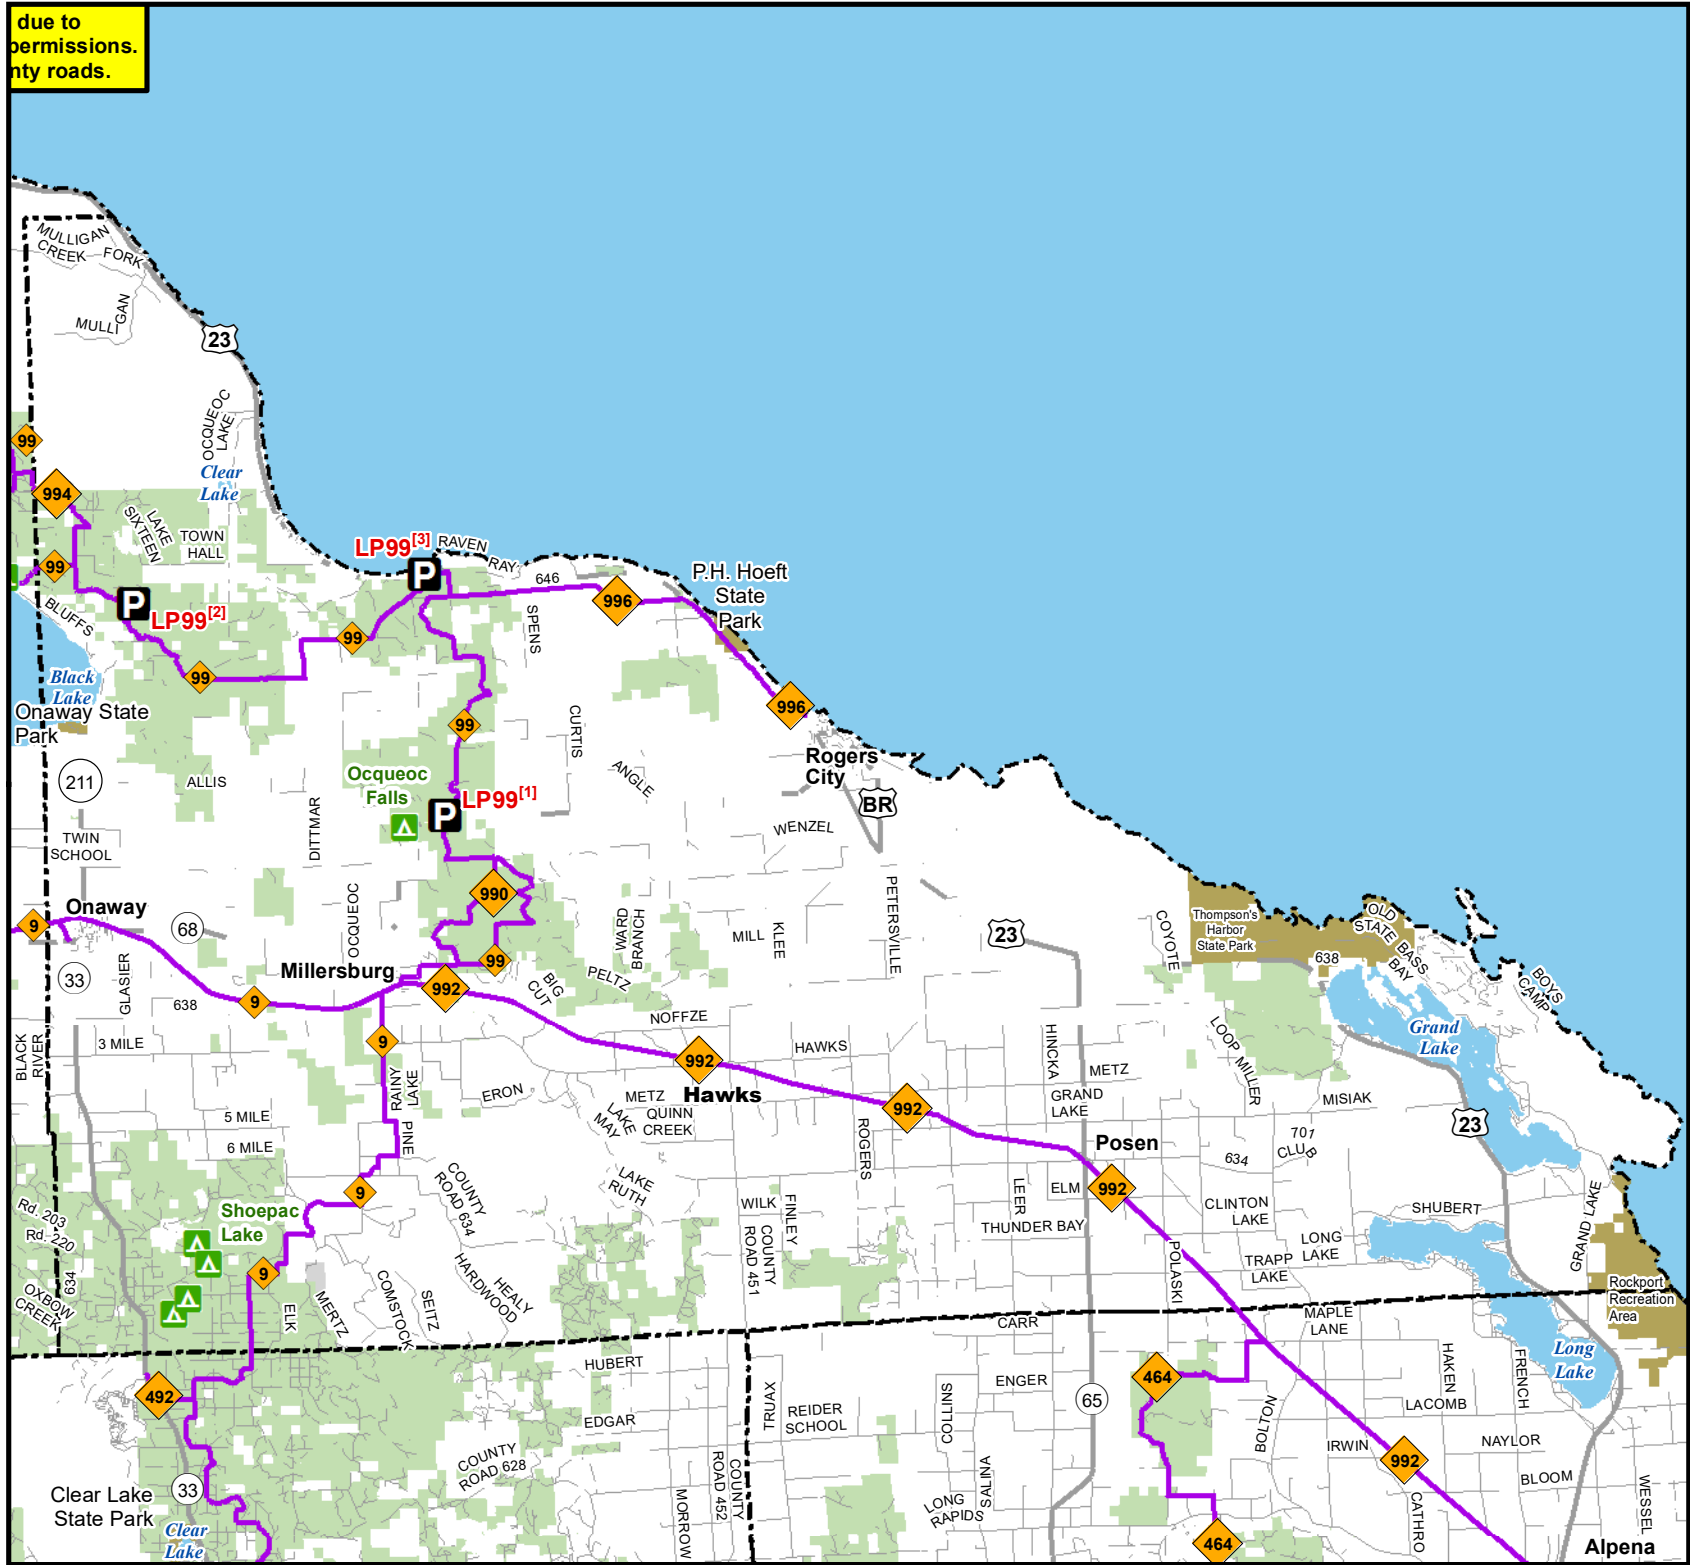 due to
permissions.
nty roads.
MULLIGAN
CREEK
FORK
MULLIGAN
23
OCQUEOC
LAKE
Clear
Lake
99
994
LAKE
SIXTEEN
TOWN
HALL
99
LP99[3]
RAVEN
RAY
646
996
P.H. Hoeft
State
Park
BLUFFS
P
LP99[2]
P
99
99
SPENS
Black
Lake
Onaway State
Park
996
99
CURTIS
Rogers
City
211
ALLIS
Ocqueoc
Falls
ANGLE
LP99[1]
P
BR
DITTMAR
WENZEL
TWIN
SCHOOL
990
OCQUEOC
PETERSVILLE
Onaway
9
68
WARD
BRANCH
MILL
KLEE
23
COYOTE
Thompson's
Harbor
State Park
OLD
STATE
BASS
BAY
638
BOYS
CAMP
33
GLASIER
Millersburg
99
992
BIG
CUT
PELTZ
638
9
NOFFZE
Grand
Lake
BLACK
RIVER
3 MILE
9
992
HAWKS
HINCKA
METZ
LOOP
MILLER
RAINY
LAKE
ERON
METZ
Hawks
GRAND
LAKE
MISIAK
5 MILE
LAKE
MAY
QUINN
CREEK
992
23
6 MILE
PINE
ROGERS
Posen
701
CLUB
634
COUNTY
ROAD 634
LAKE
RUTH
LEER
ELM
992
9
Rd. 203
Rd. 220
Shoepac
Lake
WILK
FINLEY
THUNDER BAY
CLINTON
LAKE
SHUBERT
GRAND LAKE
634
OXBOW
CREEK
9
HARDWOOD
HEALY
COUNTY
ROAD 451
POLASKI
TRAPP
LAKE
LONG
LAKE
ELK
MERTZ
COMSTOCK
SEITZ
Rockport
Recreation
Area
CARR
MAPLE
LANE
HUBERT
492
464
ENGER
HAKEN
FRENCH
Long
Lake
TRUAX
REIDER
SCHOOL
COLLINS
65
BOLTON
LACOMB
EDGAR
IRWIN
992
NAYLOR
COUNTY
ROAD 628
BLOOM
33
Clear Lake
State Park
MORROW
COUNTY
ROAD 452
LONG
RAPIDS
SALINA
CATHRO
WESSEL
Clear
Lake
464
Alpena